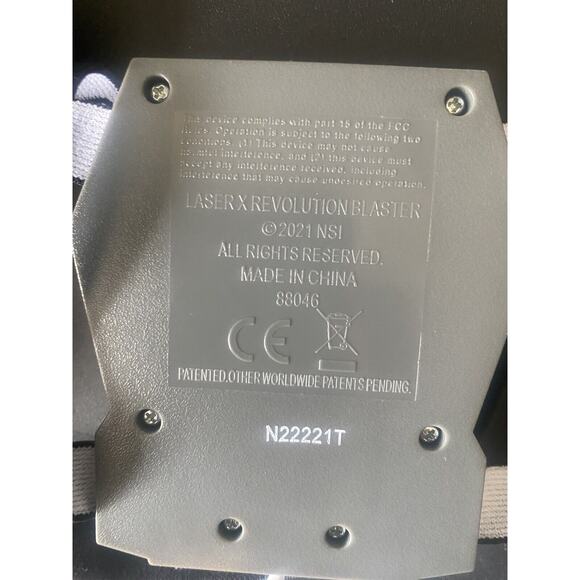 This device complies with part 15 of the FCC
Rules. Operation is subject to the following two
conditions: (1) This device may not cause
harmful interference, and (2) this device must
accept any interference received, including
interference that may cause undesired operation.
LASER X REVOLUTION BLASTER
© 2021 NSI
ALL RIGHTS RESERVED.
MADE IN CHINA
88046
CE
PATENTED.OTHER WORLDWIDE PATENTS PENDING.
N22221T